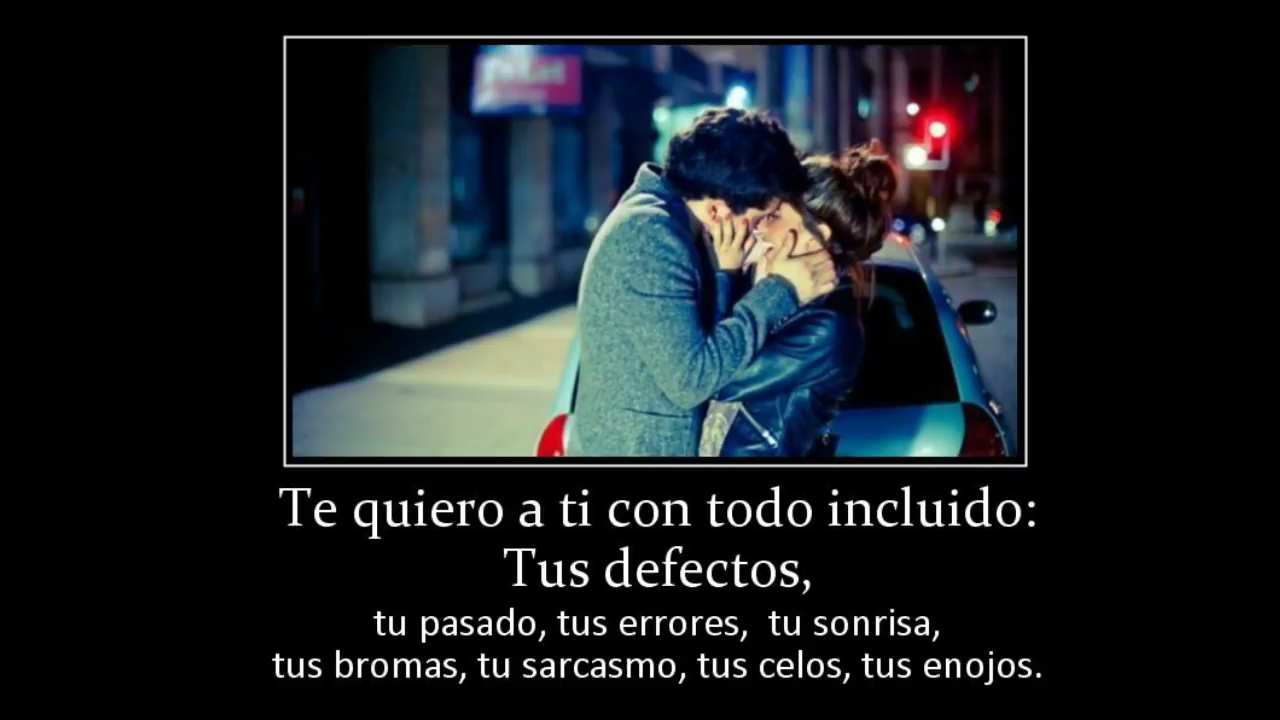 Te quiero a ti con todo incluido:
Tus defectos,
tu pasado, tus errores, tu sonrisa,
tus bromas, tu sarcasmo, tus celos, tus enojos.